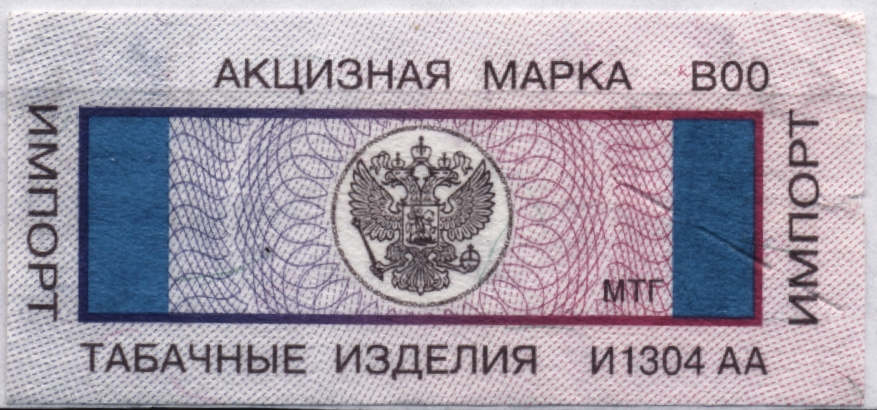 АКЦИЗНАЯ МАРКА В00
ИМПОРТ
ИМПОРТ
МТГ
ТАБАЧНЫЕ ИЗДЕЛИЯ И1304 АА